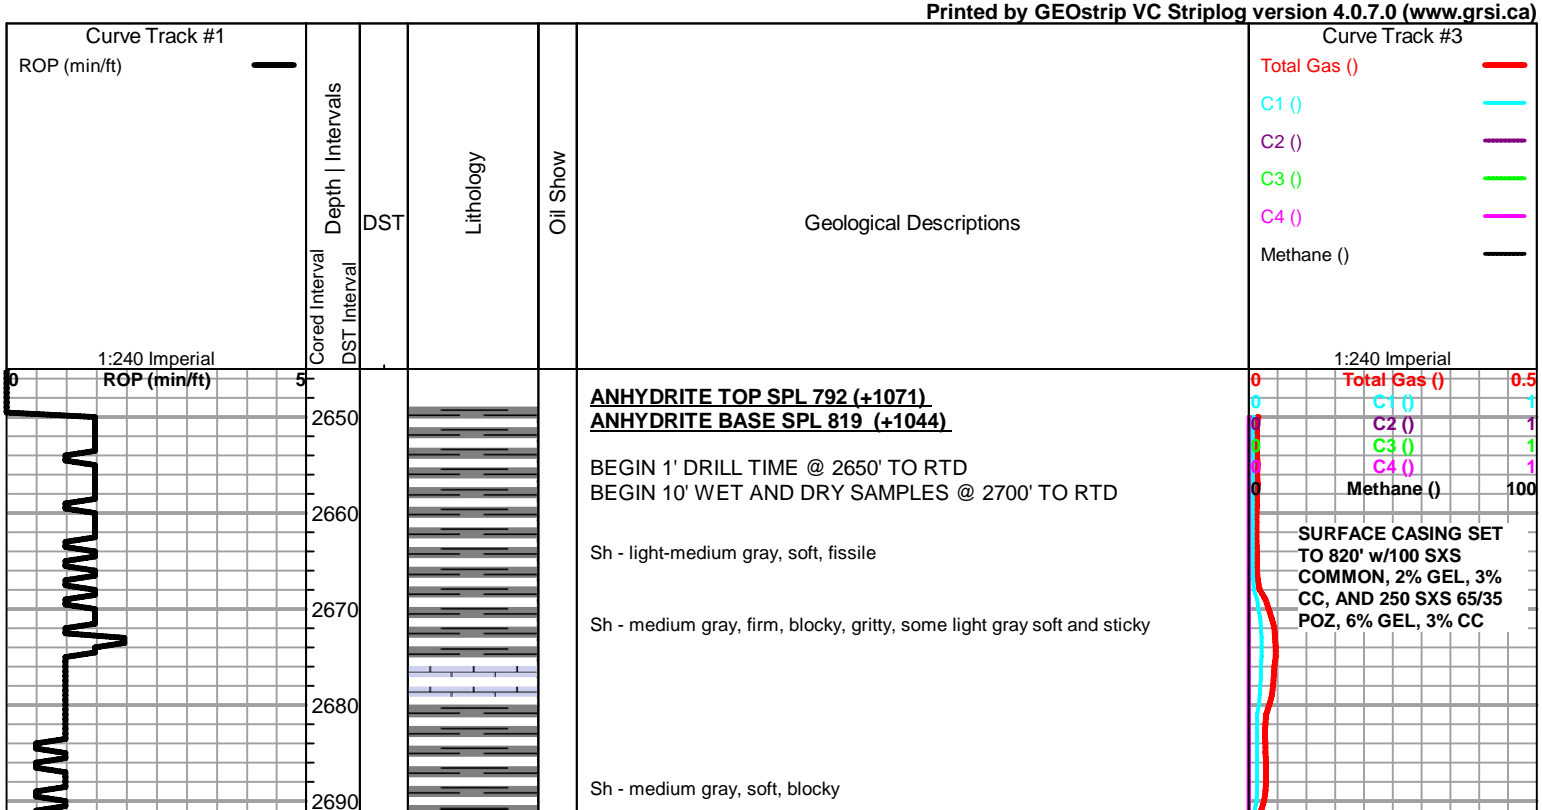 Printed by GEOstrip VC Striplog version 4.0.7.0 (www.grsi.ca)
Curve Track #1
ROP (min/ft)
1:240 Imperial
Cored Interval
Depth | Intervals
DST Interval
DST
Lithology
Oil Show
Geological Descriptions
Curve Track #3
Total Gas ()
C1 ()
C2 ()
C3 ()
C4 ()
Methane ()
1:240 Imperial
0 ROP (min/ft) 5
2650
2660
2670
2680
2690
ANHYDRITE TOP SPL 792 (+1071)
ANHYDRITE BASE SPL 819 (+1044)
BEGIN 1' DRILL TIME @ 2650' TO RTD
BEGIN 10' WET AND DRY SAMPLES @ 2700' TO RTD
Sh - light-medium gray, soft, fissile
Sh - medium gray, firm, blocky, gritty, some light gray soft and sticky
Sh - medium gray, soft, blocky
0 Total Gas () 0.5
0 C1 () 1
0 C2 () 1
0 C3 () 1
0 C4 () 1
0 Methane () 100
SURFACE CASING SET
TO 820' w/100 SXS
COMMON, 2% GEL, 3%
CC, AND 250 SXS 65/35
POZ, 6% GEL, 3% CC